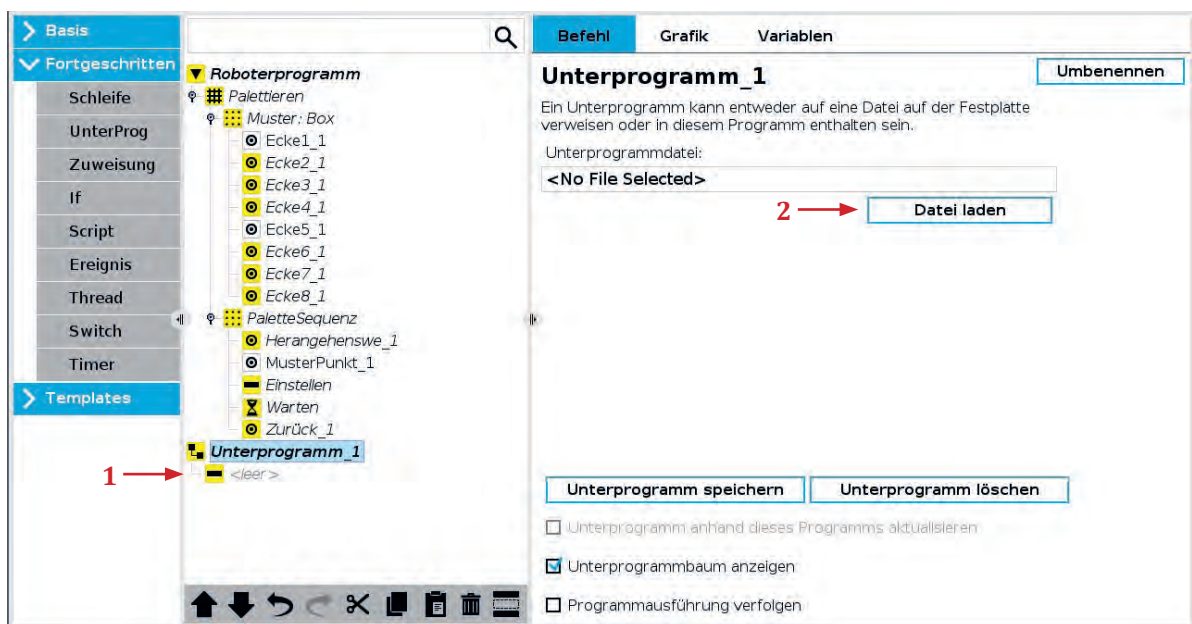 Basis
Fortgeschritten
Schleife
UnterProg
Zuweisung
If
Script
Ereignis
Thread
Switch
Timer
Templates
Roboterprogramm
Palettieren
Muster: Box
Ecke1_1
Ecke2_1
Ecke3_1
Ecke4_1
Ecke5_1
Ecke6_1
Ecke7_1
Ecke8_1
PaletteSequenz
Herangehenswe_1
MusterPunkt_1
Einstellen
Warten
Zurück_1
Unterprogramm_1
1
<leer>
Befehl Grafik Variablen
Unterprogramm_1
Umbenennen
Ein Unterprogramm kann entweder auf eine Datei auf der Festplatte
verweisen oder in diesem Programm enthalten sein.
Unterprogrammdatei:
<No File Selected>
2
Datei laden
Unterprogramm speichern
Unterprogramm löschen
Unterprogramm anhand dieses Programms aktualisieren
Unterprogrammbaum anzeigen
Programmausführung verfolgen